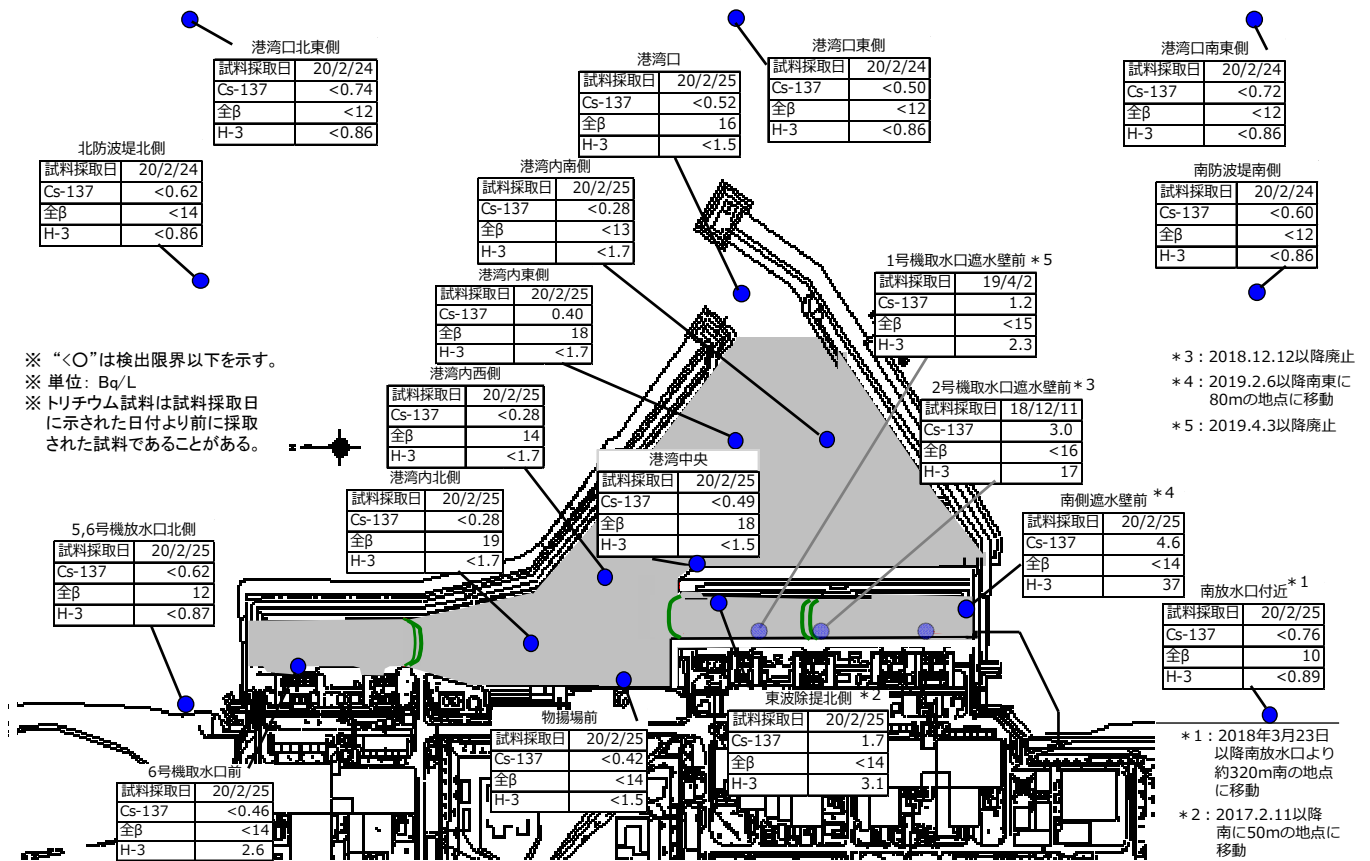 港湾口北東側
試料採取日 20/2/24
Cs-137 <0.74
全β <12
H-3 <0.86
港湾口
試料採取日 20/2/25
Cs-137 <0.52
全β 16
H-3 <1.5
港湾口東側
試料採取日 20/2/24
Cs-137 <0.50
全β <12
H-3 <0.86
港湾口南東側
試料採取日 20/2/24
Cs-137 <0.72
全β <12
H-3 <0.86
北防波堤北側
試料採取日 20/2/24
Cs-137 <0.62
全β <14
H-3 <0.86
港湾内南側
試料採取日 20/2/25
Cs-137 <0.28
全β <13
H-3 <1.7
南防波堤南側
試料採取日 20/2/24
Cs-137 <0.60
全β <12
H-3 <0.86
港湾内東側
試料採取日 20/2/25
Cs-137 0.40
全β 18
H-3 <1.7
1号機取水口遮水壁前＊5
試料採取日 19/4/2
Cs-137 1.2
全β <15
H-3 2.3
※ “<○”は検出限界以下を示す。
※ 単位: Bq/L
※ トリチウム試料は試料採取日
に示された日付より前に採取
された試料であることがある。
N
港湾内西側
試料採取日 20/2/25
Cs-137 <0.28
全β 14
H-3 <1.7
2号機取水口遮水壁前＊3
試料採取日 18/12/11
Cs-137 3.0
全β <16
H-3 17
＊3：2018.12.12以降廃止
＊4：2019.2.6以降南東に
80mの地点に移動
＊5：2019.4.3以降廃止
港湾中央
試料採取日 20/2/25
Cs-137 <0.49
全β 18
H-3 <1.5
港湾内北側
試料採取日 20/2/25
Cs-137 <0.28
全β 19
H-3 <1.7
南側遮水壁前＊4
試料採取日 20/2/25
Cs-137 4.6
全β <14
H-3 37
5,6号機放水口北側
試料採取日 20/2/25
Cs-137 <0.62
全β 12
H-3 <0.87
南放水口付近＊1
試料採取日 20/2/25
Cs-137 <0.76
全β 10
H-3 <0.89
東波除堤北側＊2
試料採取日 20/2/25
Cs-137 1.7
全β <14
H-3 3.1
物揚場前
試料採取日 20/2/25
Cs-137 <0.42
全β <14
H-3 <1.5
6号機取水口前
試料採取日 20/2/25
Cs-137 <0.46
全β <14
H-3 2.6
＊1：2018年3月23日
以降南放水口より
約320m南の地点
に移動
＊2：2017.2.11以降
南に50mの地点に
移動